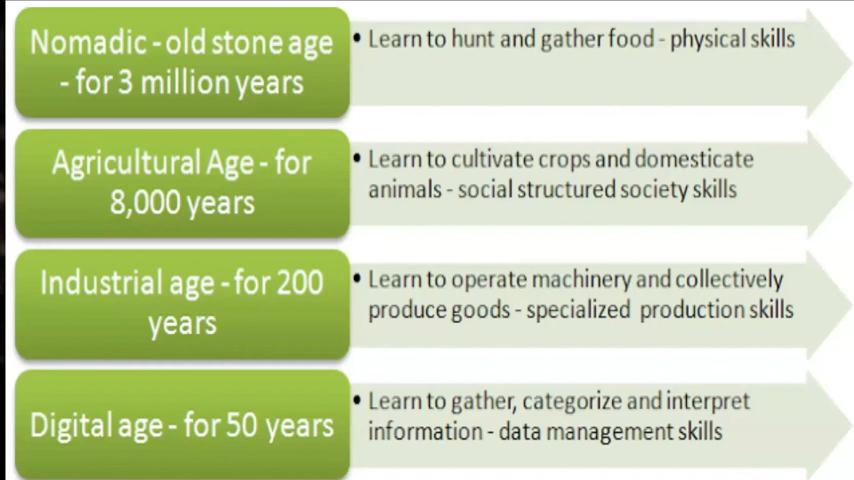 Nomadic - old stone age
- for 3 million years
• Learn to hunt and gather food - physical skills
Agricultural Age - for
8,000 years
• Learn to cultivate crops and domesticate
animals - social structured society skills
Industrial age - for 200
years
• Learn to operate machinery and collectively
produce goods - specialized production skills
Digital age - for 50 years
• Learn to gather, categorize and interpret
information - data management skills